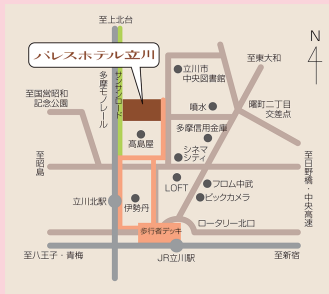 至上北台
N
パレスホテル立川
サンサンロード
多摩モノレール
立川市
中央図書館
至東大和
至国営昭和
記念公園
噴水
曙町二丁目
交差点
多摩信用金庫
高島屋
シネマ
シティ
至昭島
至日野橋・中央高速
LOFT
フロム中武
伊勢丹
ビックカメラ
立川北駅
ロータリー北口
歩行者デッキ
至八王子・青梅
JR立川駅
至新宿